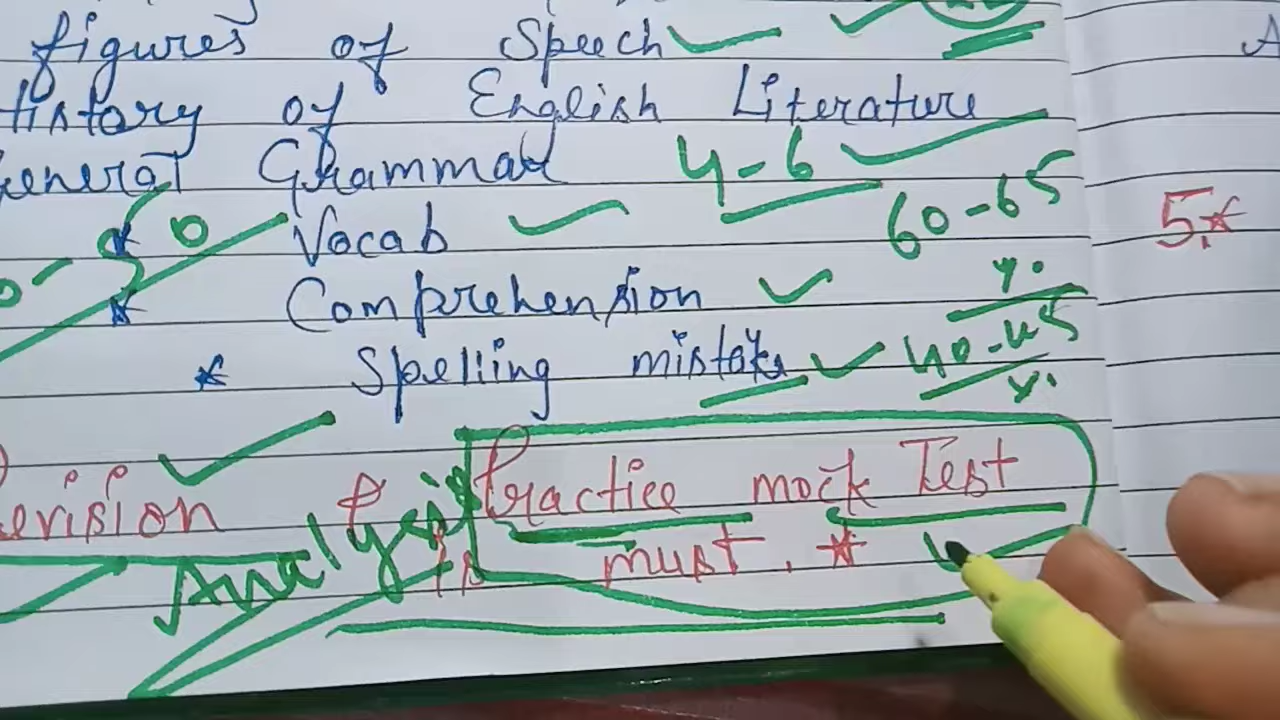 figures of Speech
History of English Literature
General Grammar 4-6
60-65
Vocab 5*
Comprehension
* Spelling mistake 40-45
Revision & Practice mock Test
Analysis is must. *